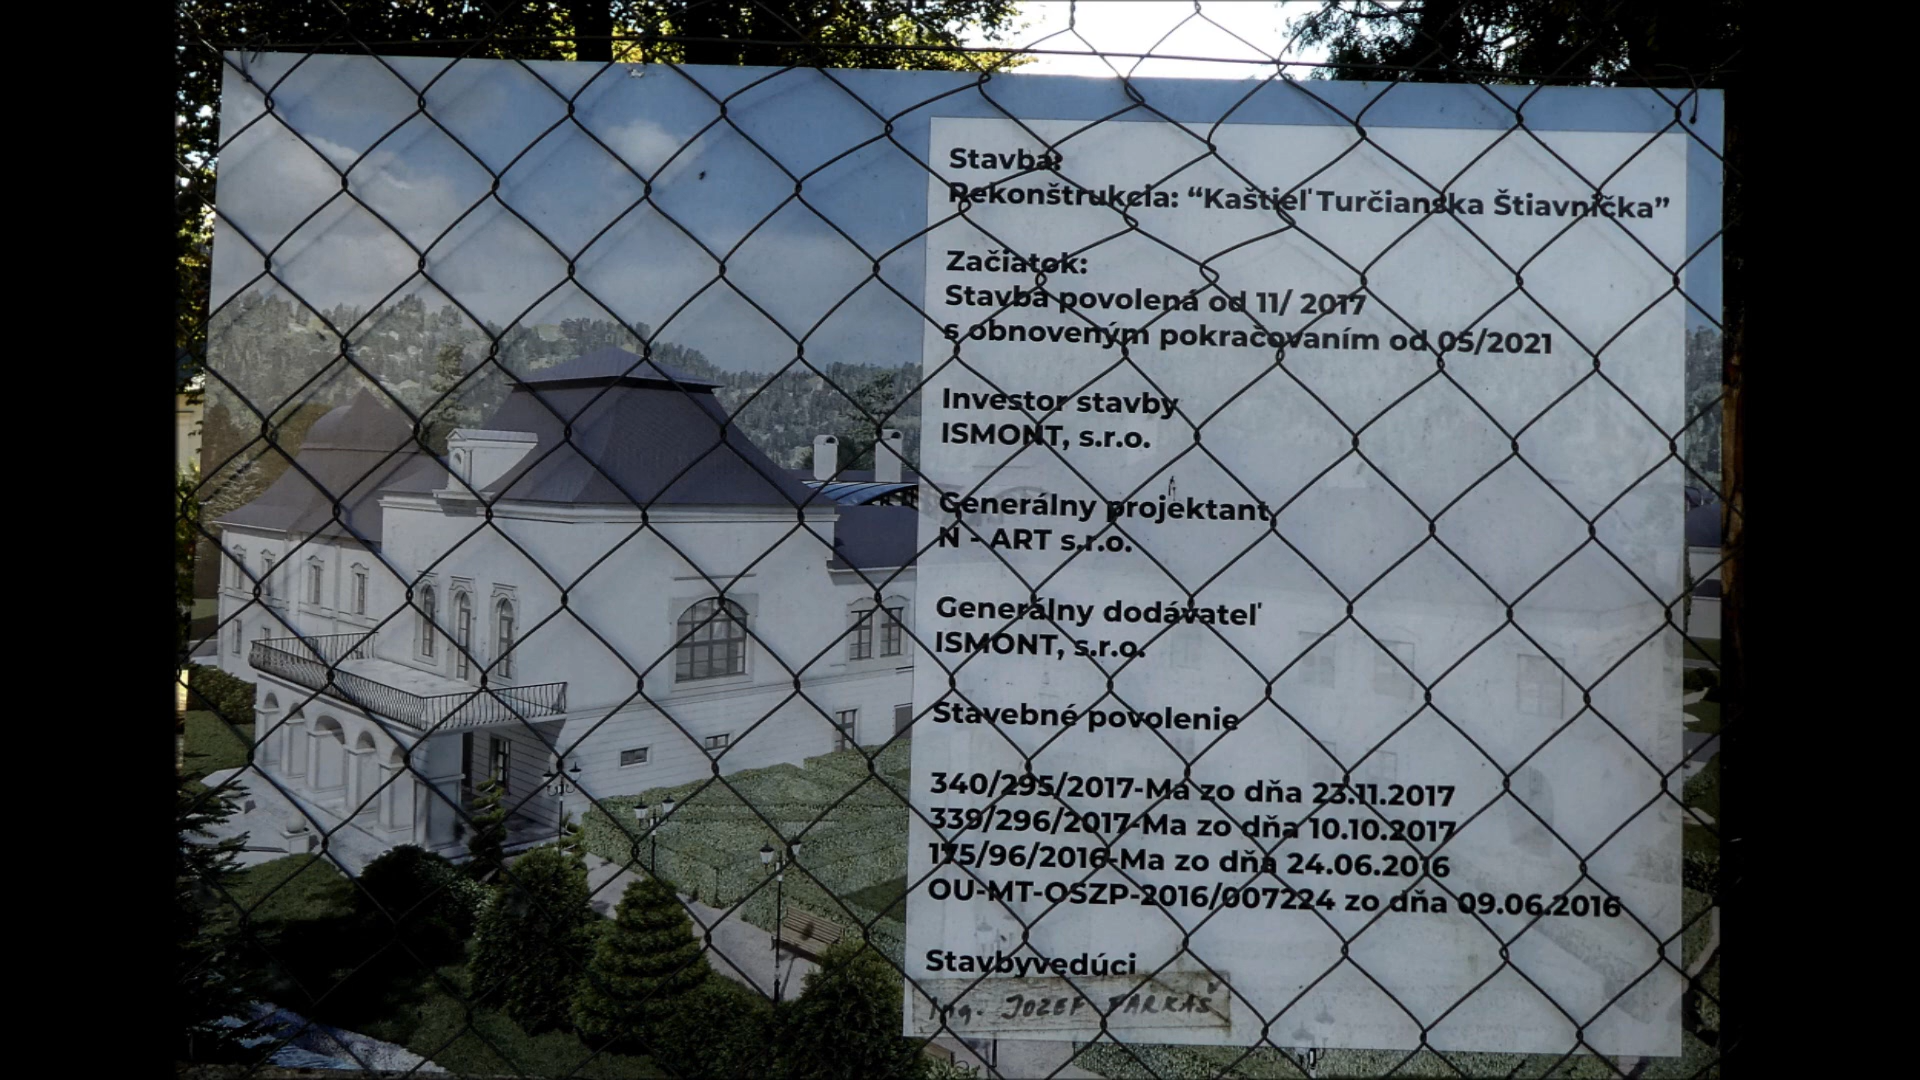 Stavba:
Rekonštrukcia: “Kaštieľ Turčianska Štiavnička”
Začiatok:
Stavba povolená od 11/ 2017
s obnoveným pokračovaním od 05/2021
Investor stavby
ISMONT, s.r.o.
Generálny projektant
N - ART s.r.o.
Generálny dodávateľ
ISMONT, s.r.o.
Stavebné povolenie
340/295/2017-Ma zo dňa 23.11.2017
339/296/2017-Ma zo dňa 10.10.2017
175/96/2016-Ma zo dňa 24.06.2016
OU-MT-OSZP-2016/007224 zo dňa 09.06.2016
Stavbyvedúci
Ing. JOZEF FARKAŠ